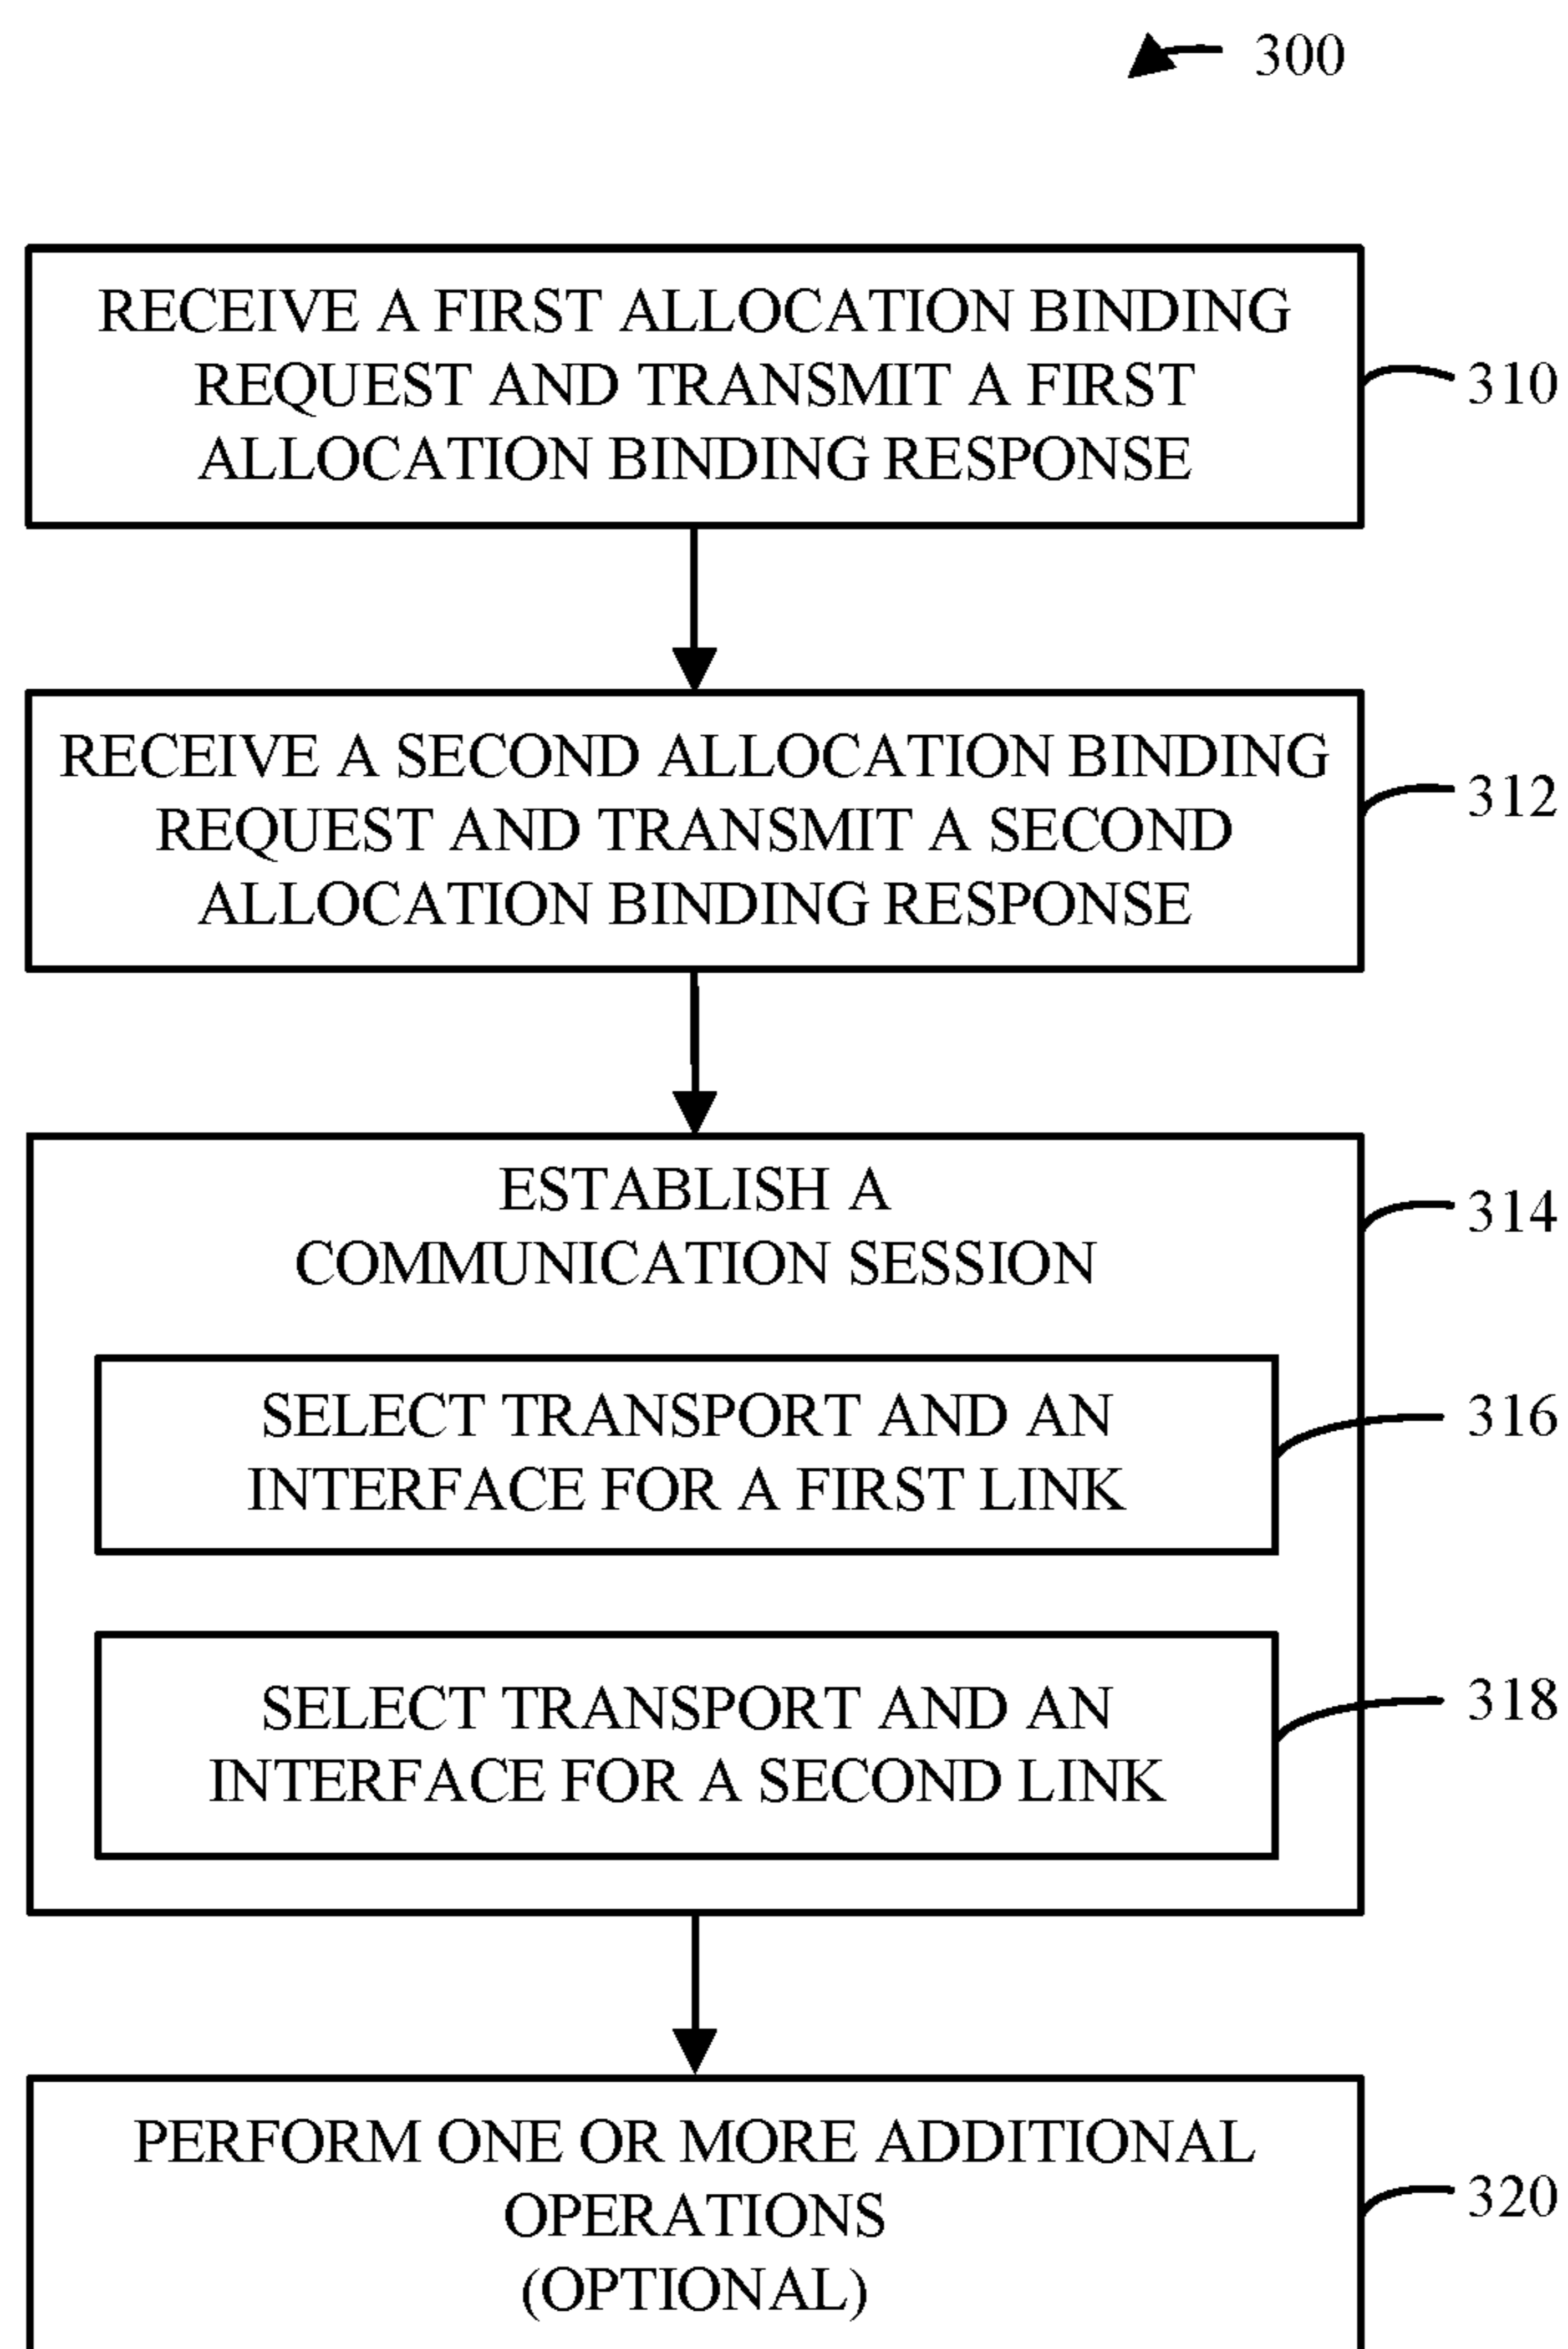 300
RECEIVE A FIRST ALLOCATION BINDING
REQUEST AND TRANSMIT A FIRST
ALLOCATION BINDING RESPONSE
310
RECEIVE A SECOND ALLOCATION BINDING
REQUEST AND TRANSMIT A SECOND
ALLOCATION BINDING RESPONSE
312
ESTABLISH A
COMMUNICATION SESSION
314
SELECT TRANSPORT AND AN
INTERFACE FOR A FIRST LINK
316
SELECT TRANSPORT AND AN
INTERFACE FOR A SECOND LINK
318
PERFORM ONE OR MORE ADDITIONAL
OPERATIONS
(OPTIONAL)
320